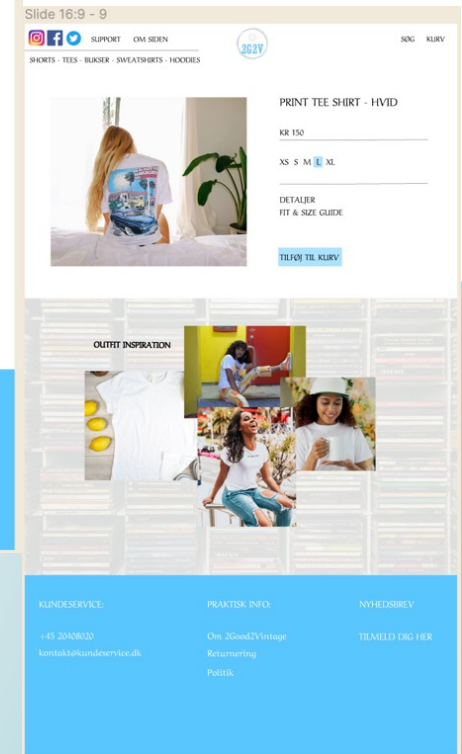 Slide 16:9 - 9
SUPPORT OM SIDEN
2G2V
SØG KURV
SHORTS - TEES - BUKSER - SWEATSHIRTS - HOODIES
PRINT TEE SHIRT - HVID
KR 150
XS S M L XL
DETALJER
FIT & SIZE GUIDE
TILFØJ TIL KURV
OUTFIT INSPIRATION
KUNDESERVICE: PRAKTISK INFO: NYHEDSBREV
+45 20408020 Om 2Good2Vintage TILMELD DIG HER
kontakt@kundeservice.dk Returnering
Politik